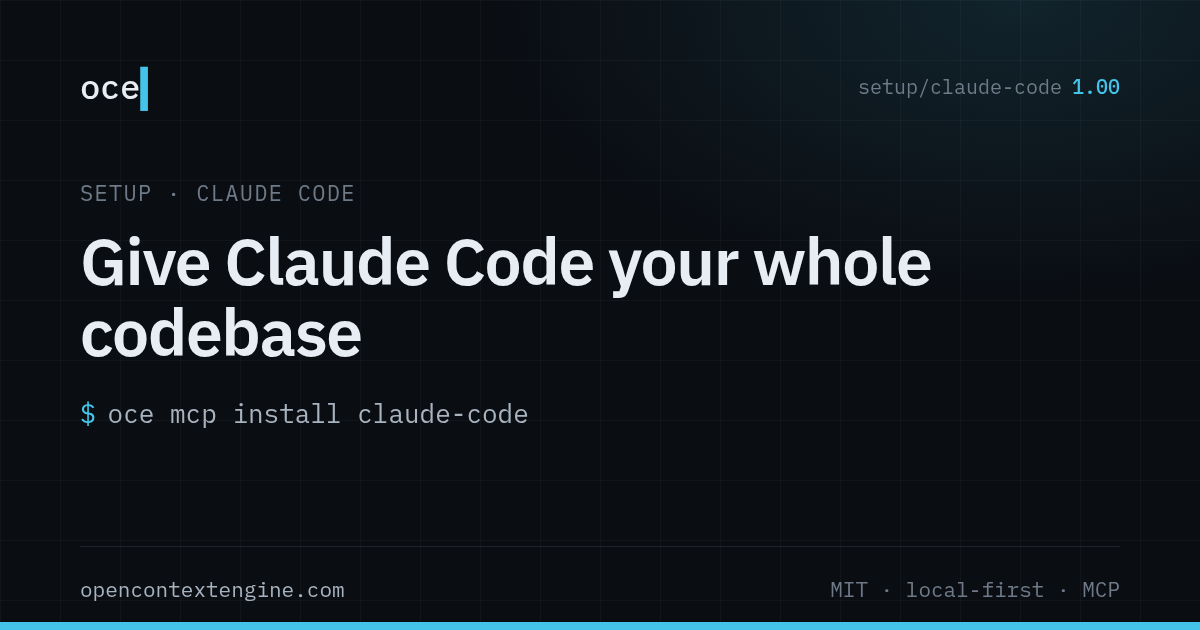 oce
setup/claude-code 1.00
SETUP · CLAUDE CODE
Give Claude Code your whole
codebase
$ oce mcp install claude-code
opencontextengine.com
MIT · local-first · MCP